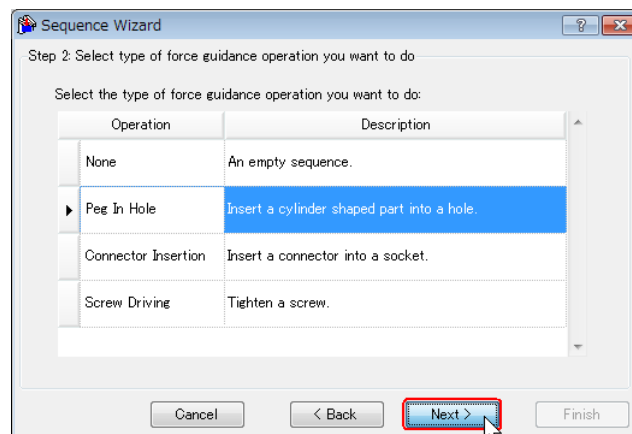 Sequence Wizard
Step 2: Select type of force guidance operation you want to do
Select the type of force guidance operation you want to do:
Operation Description
None An empty sequence.
Peg In Hole Insert a cylinder shaped part into a hole.
Connector Insertion Insert a connector into a socket.
Screw Driving Tighten a screw.
Cancel < Back Next > Finish